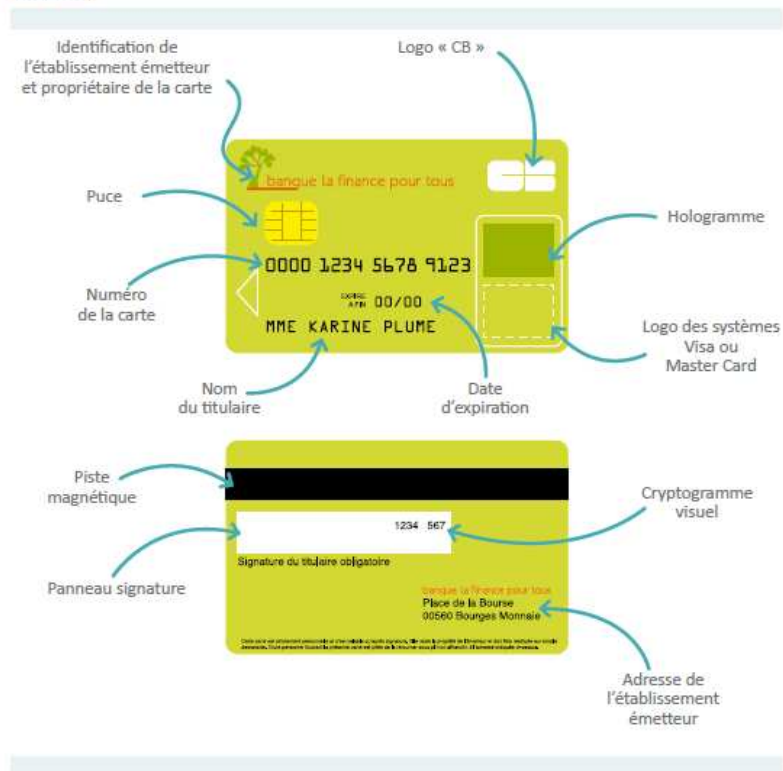 Identification de
l'établissement émetteur
et propriétaire de la carte
Logo « CB »
banque la finance pour tous
Puce
Hologramme
0000 1234 5678 9123
Numéro
de la carte
EXPIRE
A FIN 00/00
MME KARINE PLUME
Logo des systèmes
Visa ou
Master Card
Nom
du titulaire
Date
d'expiration
Piste
magnétique
Cryptogramme
visuel
1234 567
Signature du titulaire obligatoire
Panneau signature
banque la finance pour tous
Place de la Bourse
00560 Bourges Monnaie
Adresse de
l'établissement
émetteur